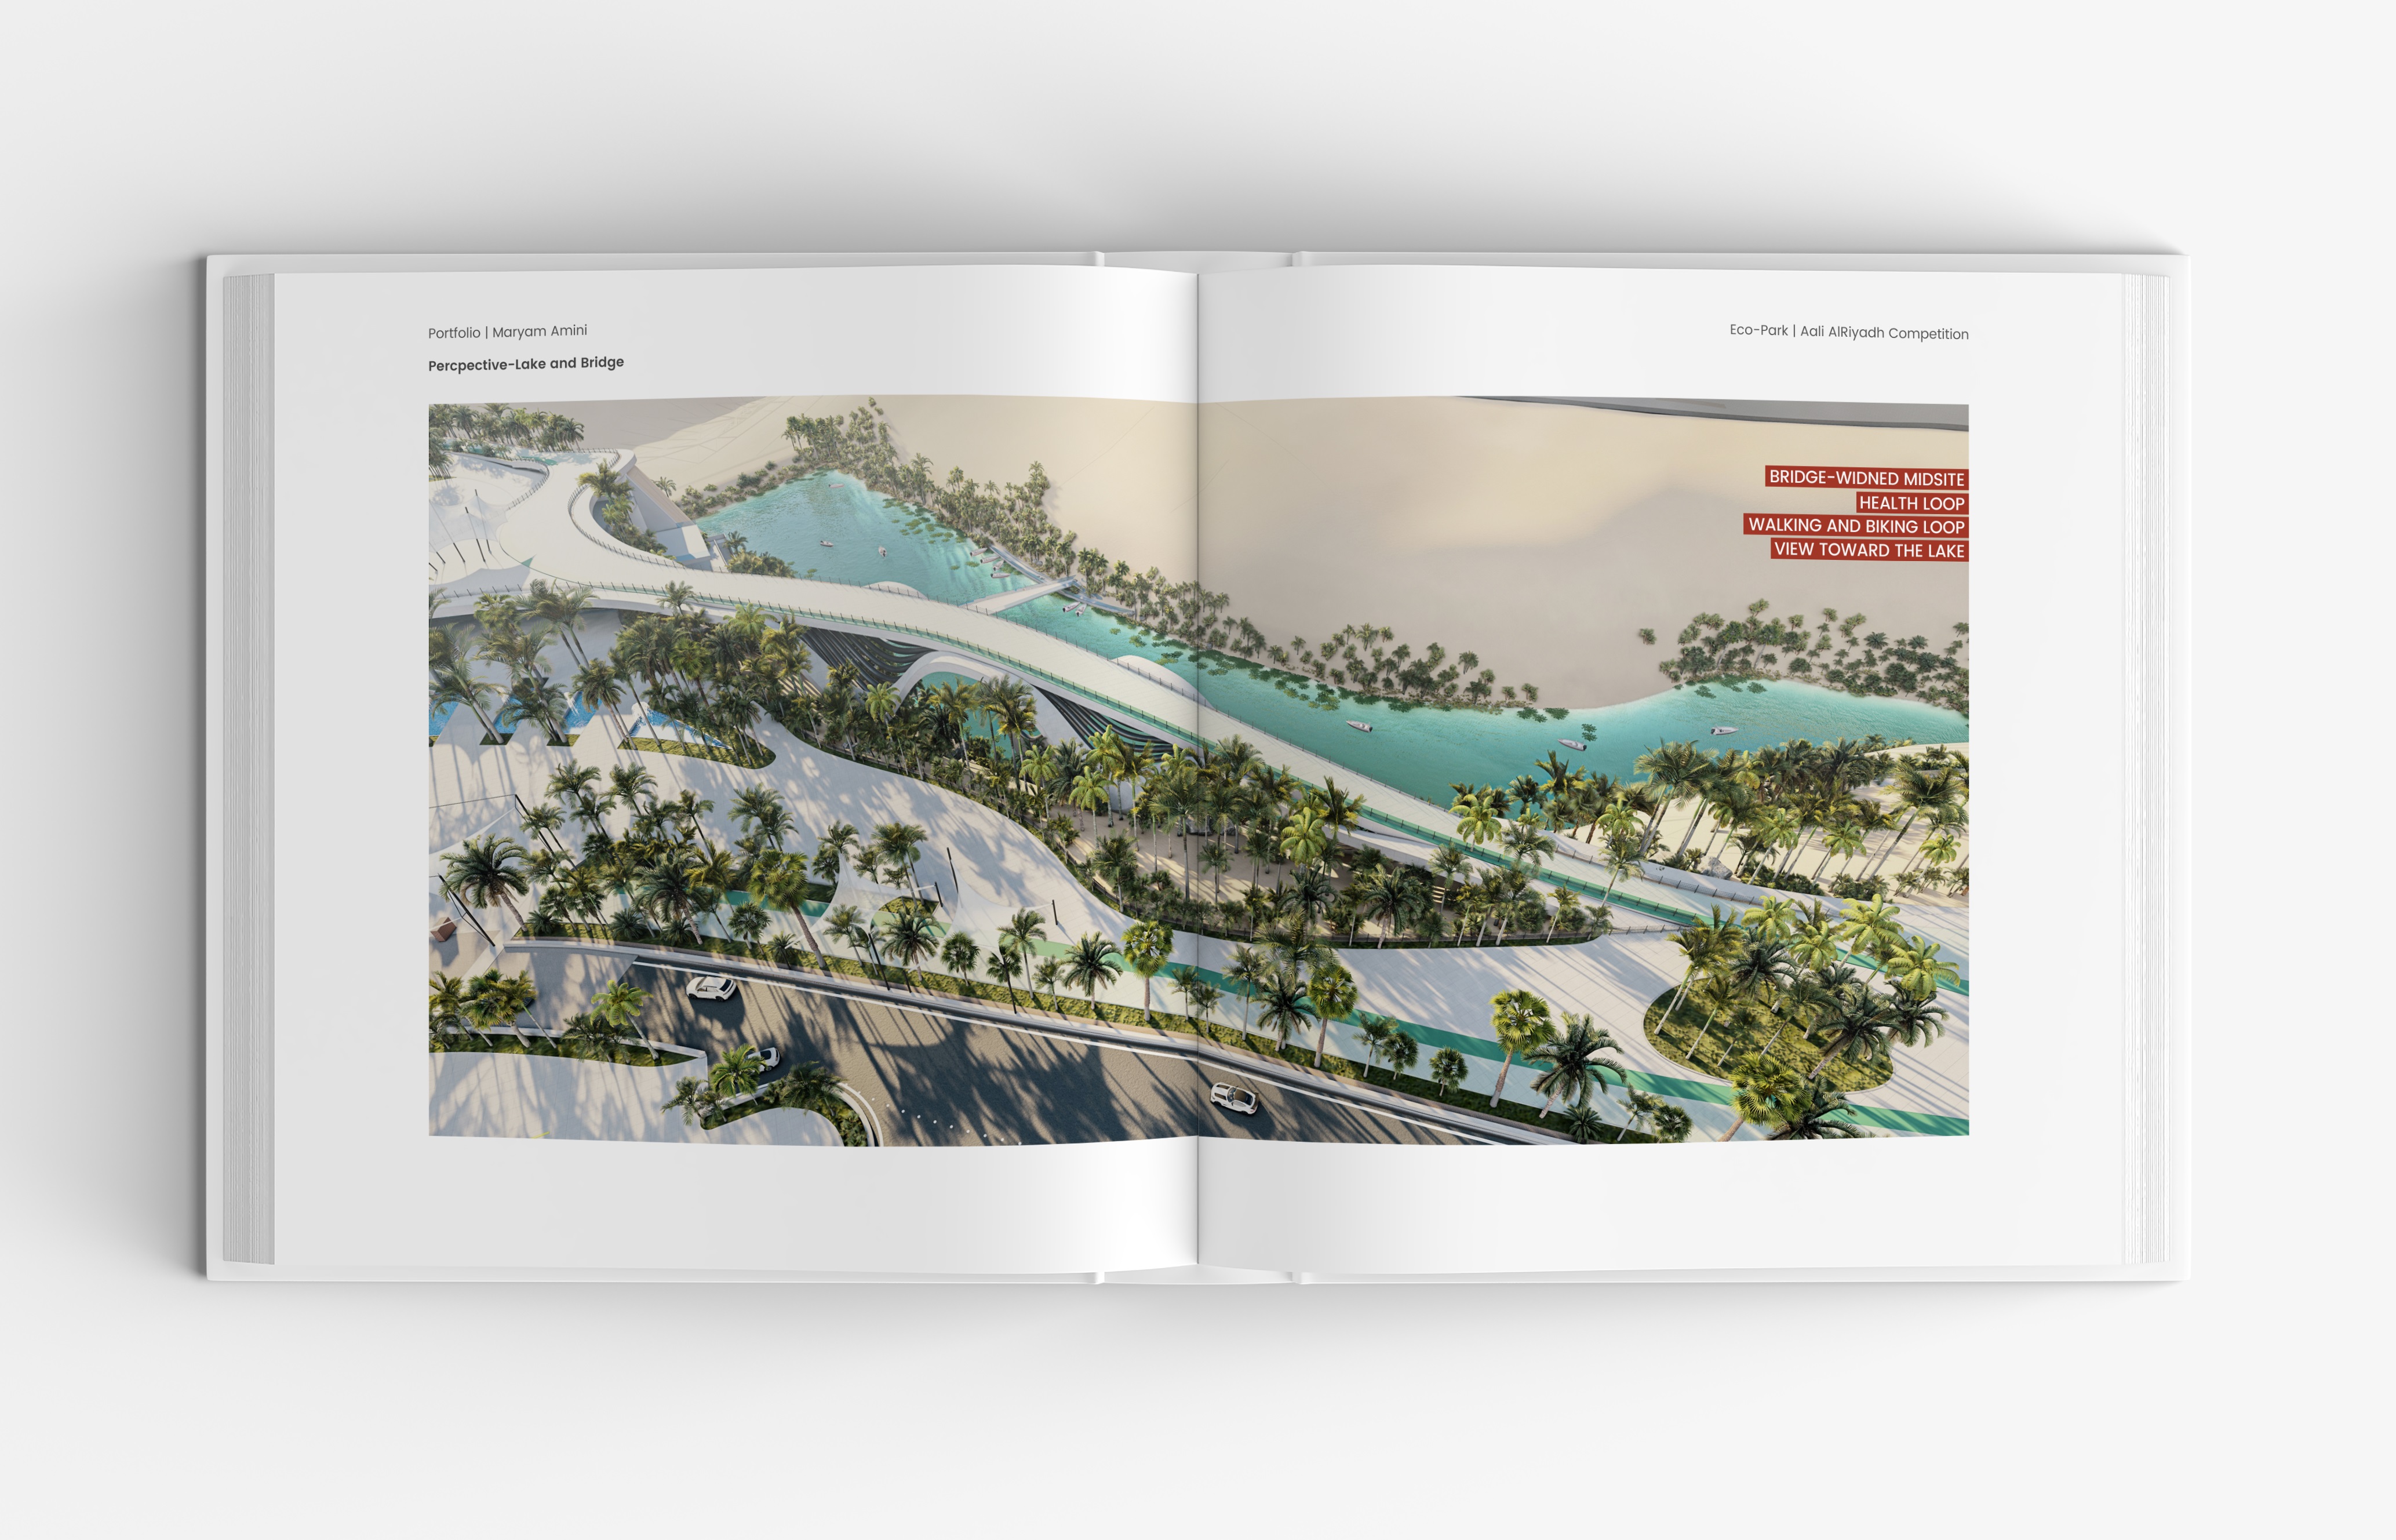 Portfolio | Maryam Amini
Percpective-Lake and Bridge
Eco-Park | Aali AlRiyadh Competition
BRIDGE-WIDNED MIDSITE
HEALTH LOOP
WALKING AND BIKING LOOP
VIEW TOWARD THE LAKE